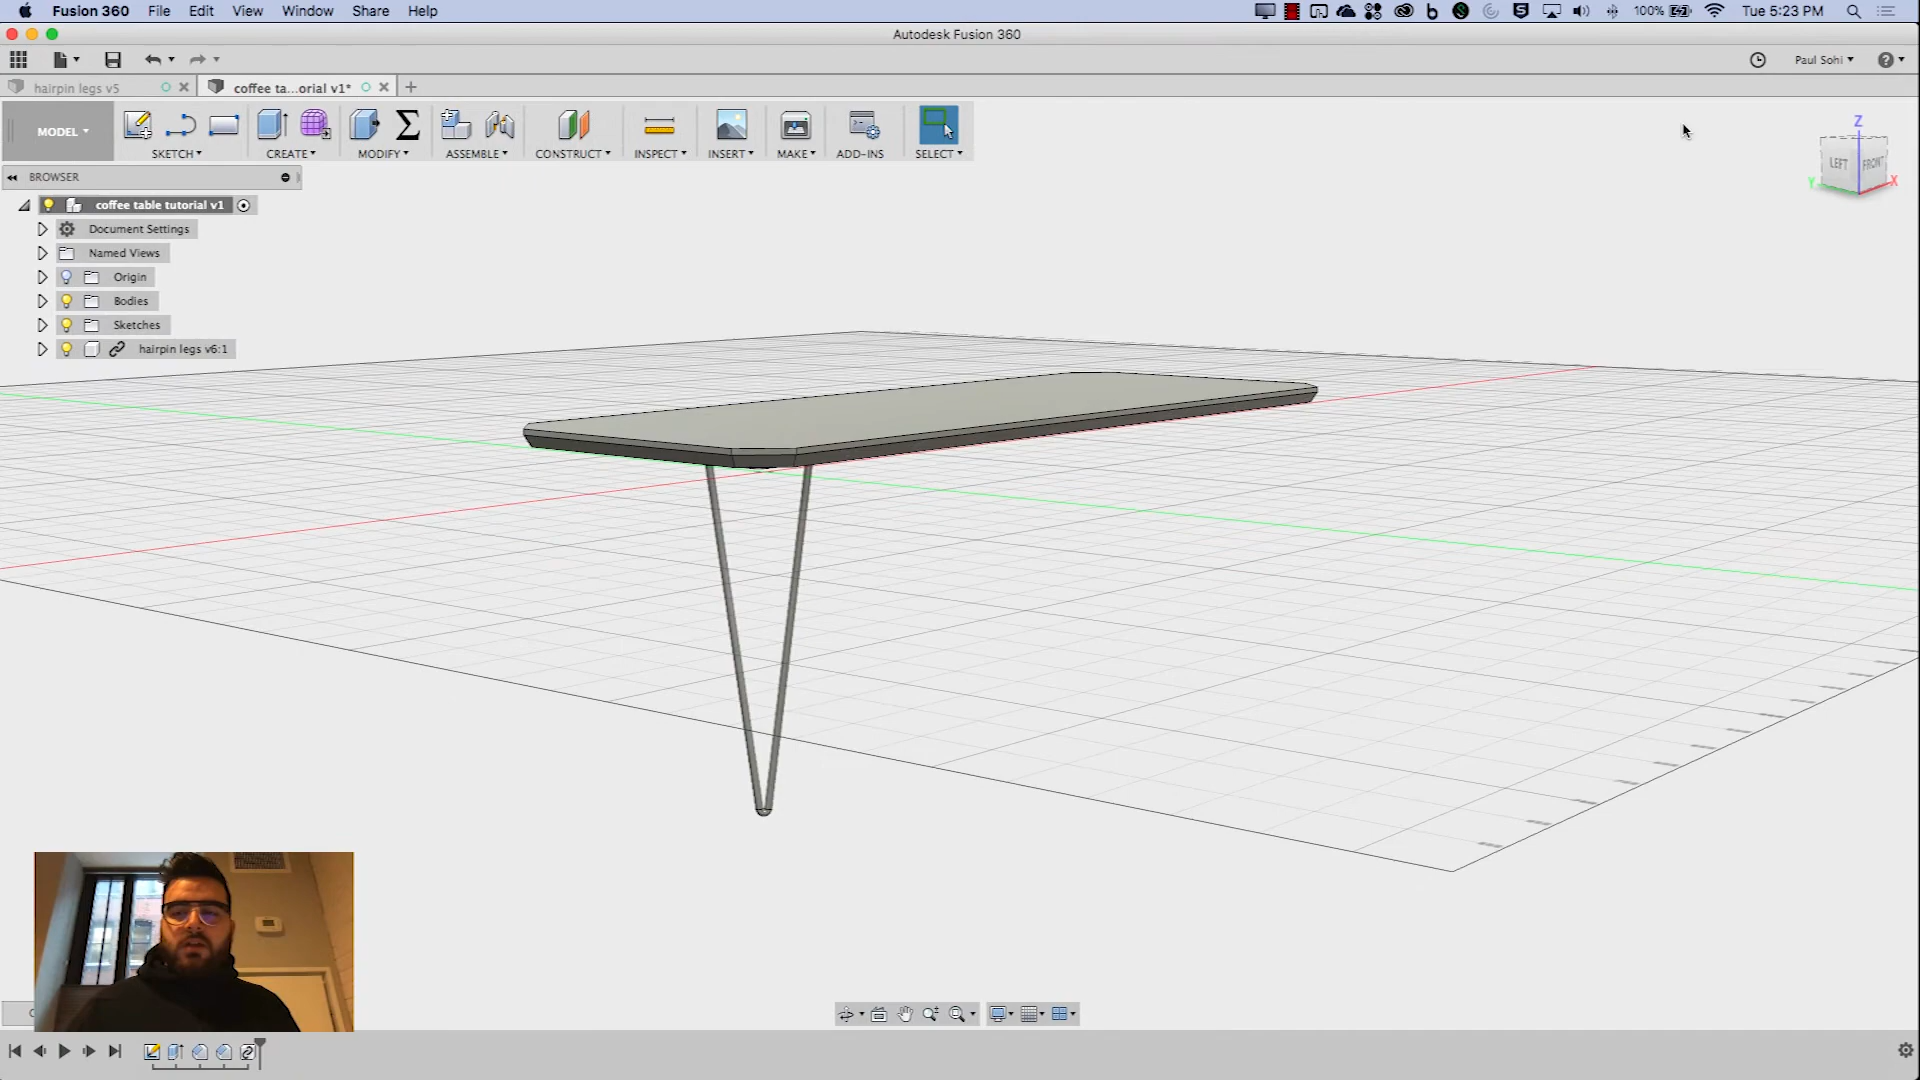 Fusion 360 File Edit View Window Share Help 100% Tue 5:23 PM
Autodesk Fusion 360
Paul Sohi
hairpin legs v5 coffee ta...orial v1*
MODEL SKETCH CREATE MODIFY ASSEMBLE CONSTRUCT INSPECT INSERT MAKE ADD-INS SELECT
BROWSER
coffee table tutorial v1
Document Settings
Named Views
Origin
Bodies
Sketches
hairpin legs v6:1
Z
LEFT FRONT
Y X